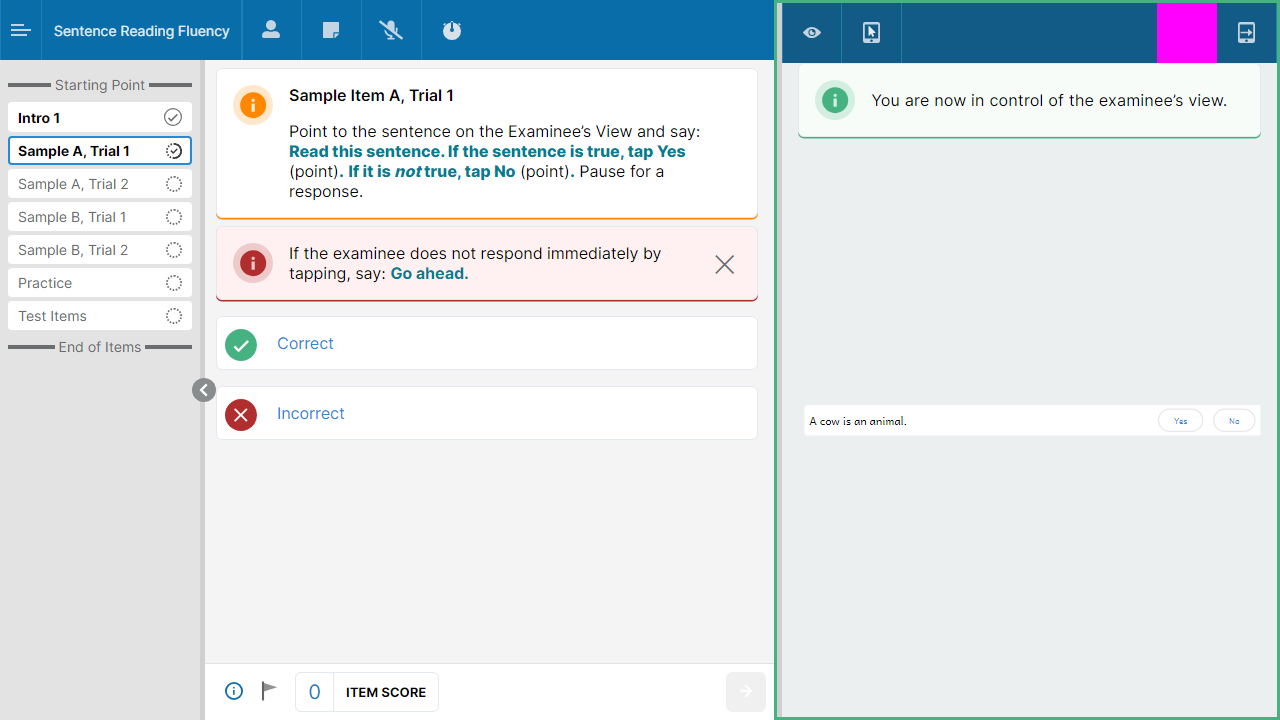 Sentence Reading Fluency
Starting Point
Intro 1
Sample A, Trial 1
Sample A, Trial 2
Sample B, Trial 1
Sample B, Trial 2
Practice
Test Items
End of Items
Sample Item A, Trial 1
Point to the sentence on the Examinee’s View and say:
Read this sentence. If the sentence is true, tap Yes
(point). If it is not true, tap No (point). Pause for a
response.
If the examinee does not respond immediately by
tapping, say: Go ahead.
Correct
Incorrect
0 ITEM SCORE
You are now in control of the examinee’s view.
A cow is an animal. Yes No